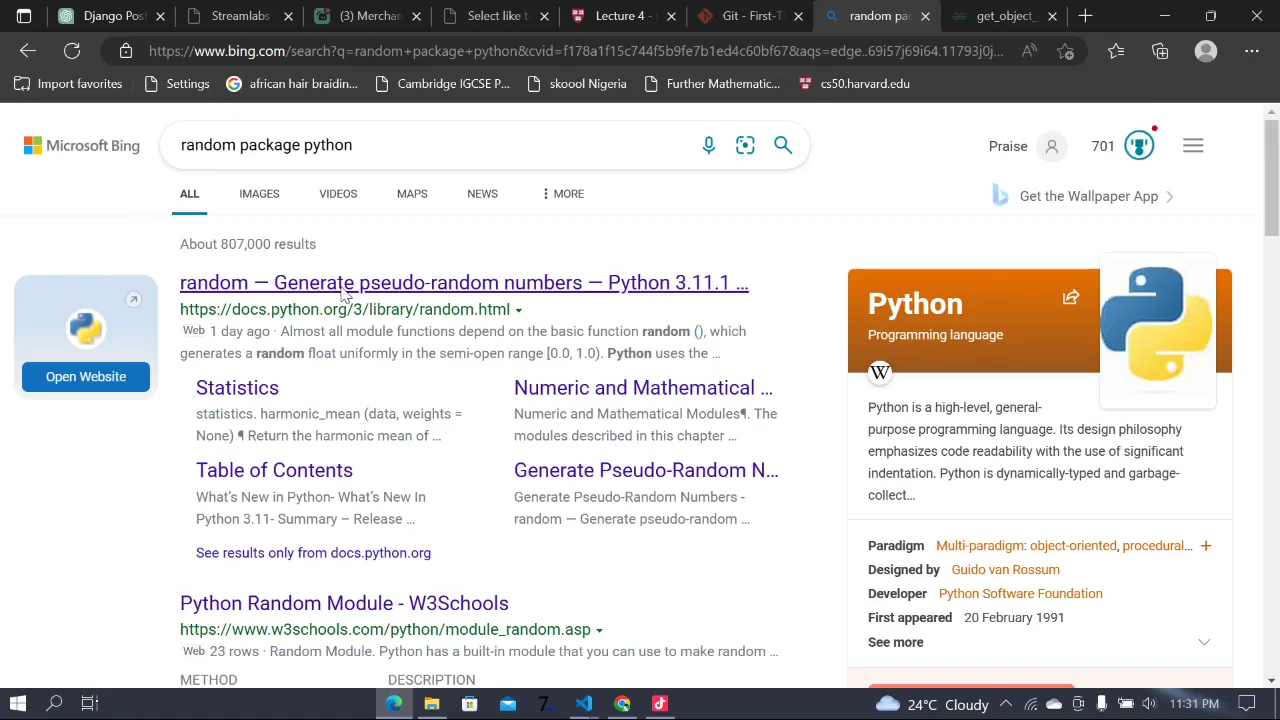 Django Post
Streamlabs
(3) Merchan
Select like t
Lecture 4 -
Git - First-T
random pac
get_object_
https://www.bing.com/search?q=random+package+python&cvid=f178a1f15c744f5b9fe7b1ed4c60bf67&aqs=edge..69i57j69i64.11793j0j...
Import favorites
Settings
african hair braidin...
Cambridge IGCSE P...
skoool Nigeria
Further Mathematic...
cs50.harvard.edu
Microsoft Bing
random package python
Praise
701
ALL
IMAGES
VIDEOS
MAPS
NEWS
MORE
Get the Wallpaper App
About 807,000 results
random — Generate pseudo-random numbers — Python 3.11.1 ...
https://docs.python.org/3/library/random.html
Web 1 day ago · Almost all module functions depend on the basic function random (), which
generates a random float uniformly in the semi-open range [0.0, 1.0). Python uses the ...
Open Website
Statistics
statistics. harmonic_mean (data, weights =
None) ¶ Return the harmonic mean of ...
Numeric and Mathematical ...
Numeric and Mathematical Modules¶. The
modules described in this chapter ...
Table of Contents
What's New in Python- What's New In
Python 3.11- Summary – Release ...
Generate Pseudo-Random N...
Generate Pseudo-Random Numbers -
random — Generate pseudo-random ...
See results only from docs.python.org
Python Random Module - W3Schools
https://www.w3schools.com/python/module_random.asp
Web 23 rows · Random Module. Python has a built-in module that you can use to make random ...
METHOD
DESCRIPTION
Python
Programming language
W
Python is a high-level, general-
purpose programming language. Its design philosophy
emphasizes code readability with the use of significant
indentation. Python is dynamically-typed and garbage-
collect...
Paradigm Multi-paradigm: object-oriented, procedural... +
Designed by Guido van Rossum
Developer Python Software Foundation
First appeared 20 February 1991
See more
24°C Cloudy
11:31 PM